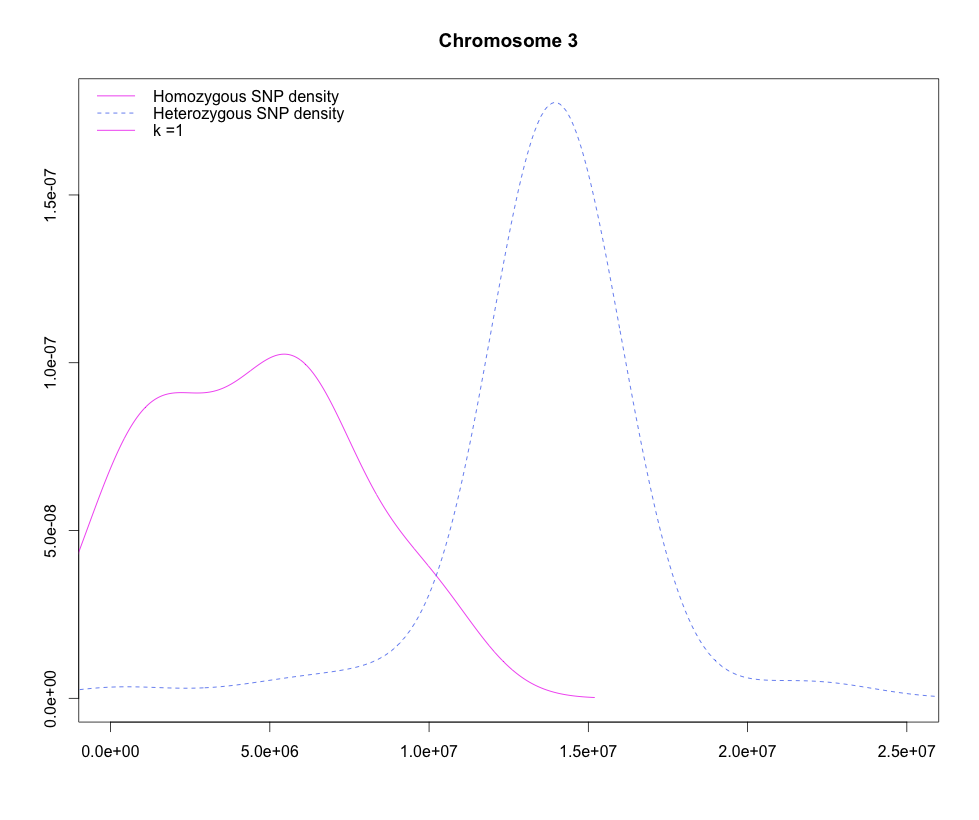 Chromosome 3
Homozygous SNP density
Heterozygous SNP density
k =1
1.5e-07
1.0e-07
5.0e-08
0.0e+00
0.0e+00 5.0e+06 1.0e+07 1.5e+07 2.0e+07 2.5e+07